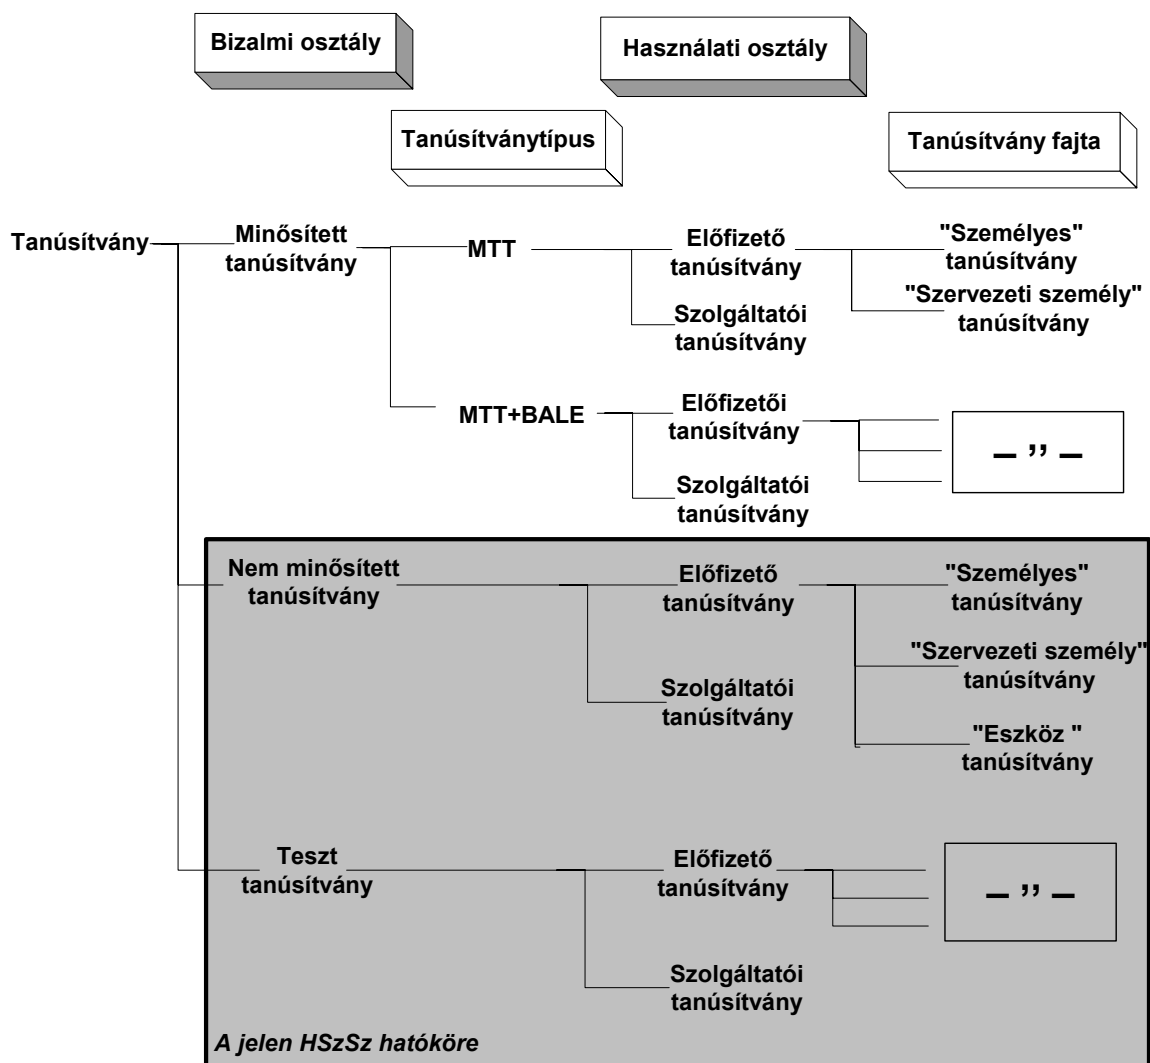 Bizalmi osztály
Használati osztály
Tanúsítványtípus
Tanúsítvány fajta
Tanúsítvány
Minősített
tanúsítvány
MTT
Előfizető
tanúsítvány
"Személyes"
tanúsítvány
"Szervezeti személy"
tanúsítvány
Szolgáltatói
tanúsítvány
MTT+BALE
Előfizetői
tanúsítvány
– ’’ –
Szolgáltatói
tanúsítvány
Nem minősített
tanúsítvány
Előfizető
tanúsítvány
"Személyes"
tanúsítvány
"Szervezeti személy"
tanúsítvány
Szolgáltatói
tanúsítvány
"Eszköz "
tanúsítvány
Teszt
tanúsítvány
Előfizető
tanúsítvány
– ’’ –
Szolgáltatói
tanúsítvány
A jelen HSzSz hatóköre